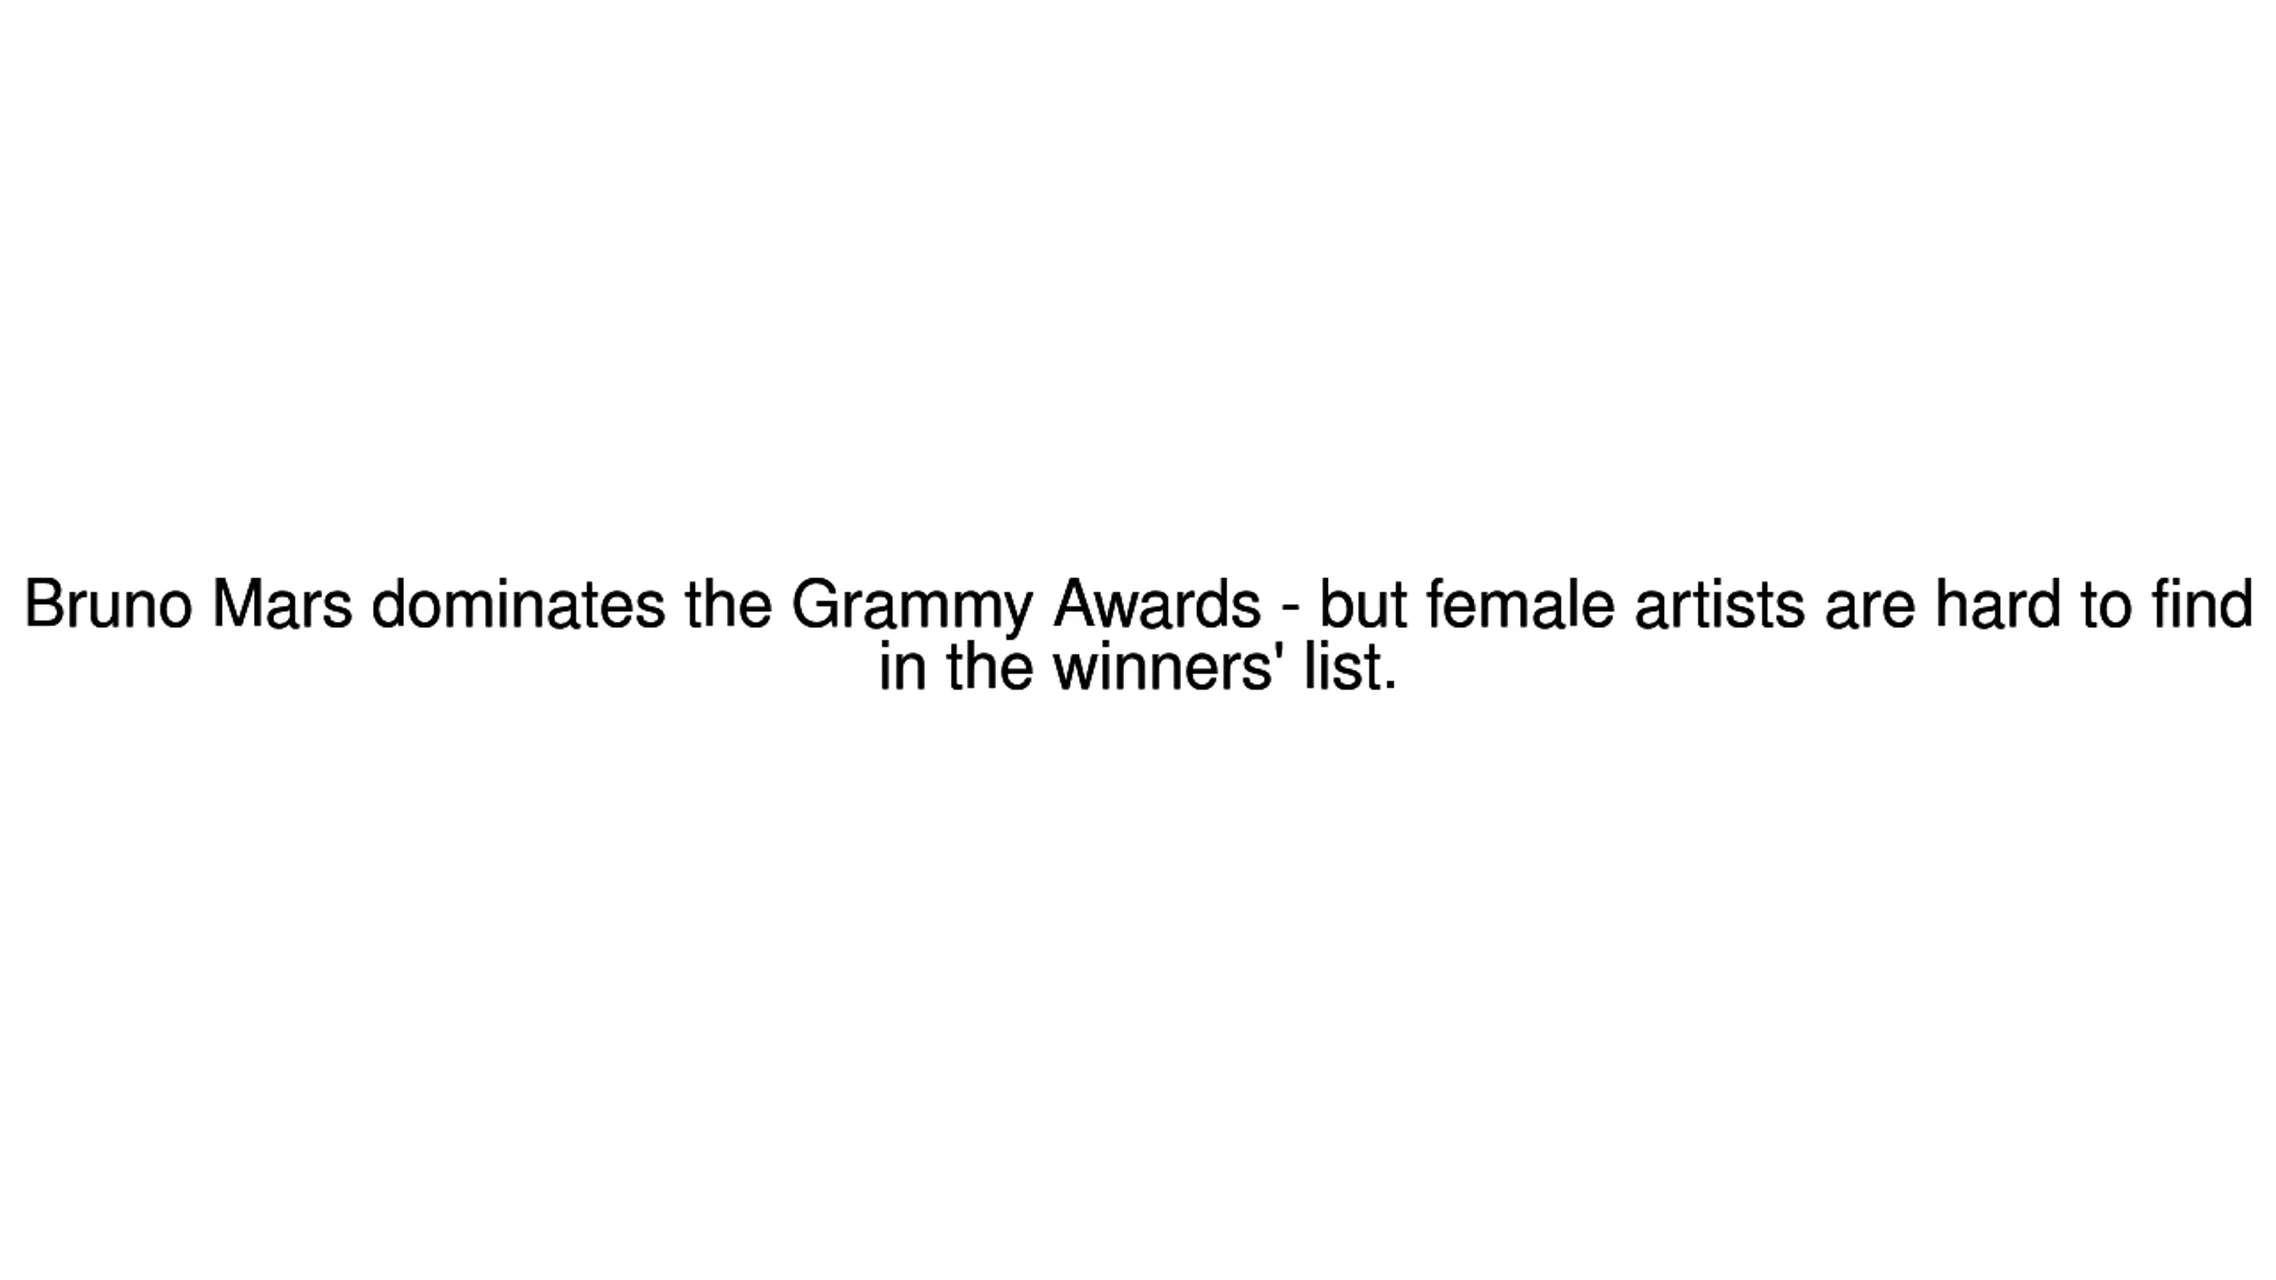 Bruno Mars dominates the Grammy Awards - but female artists are hard to find
in the winners' list.